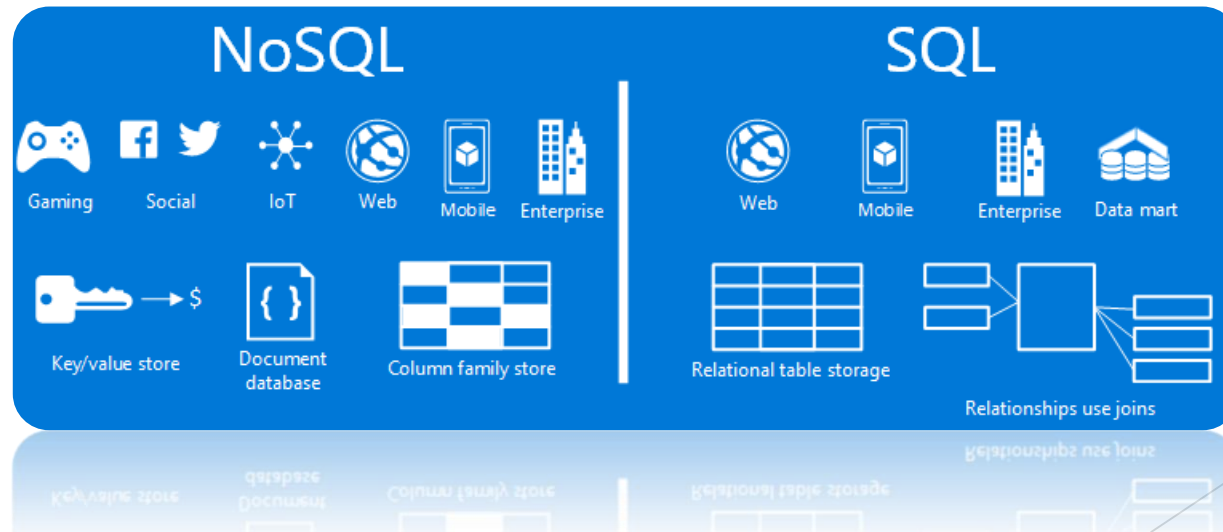 NoSQL
SQL
Gaming
Social
IoT
Web
Mobile
Enterprise
Web
Mobile
Enterprise
Data mart
$
{ }
Key/value store
Document
database
Column family store
Relational table storage
Relationships use joins